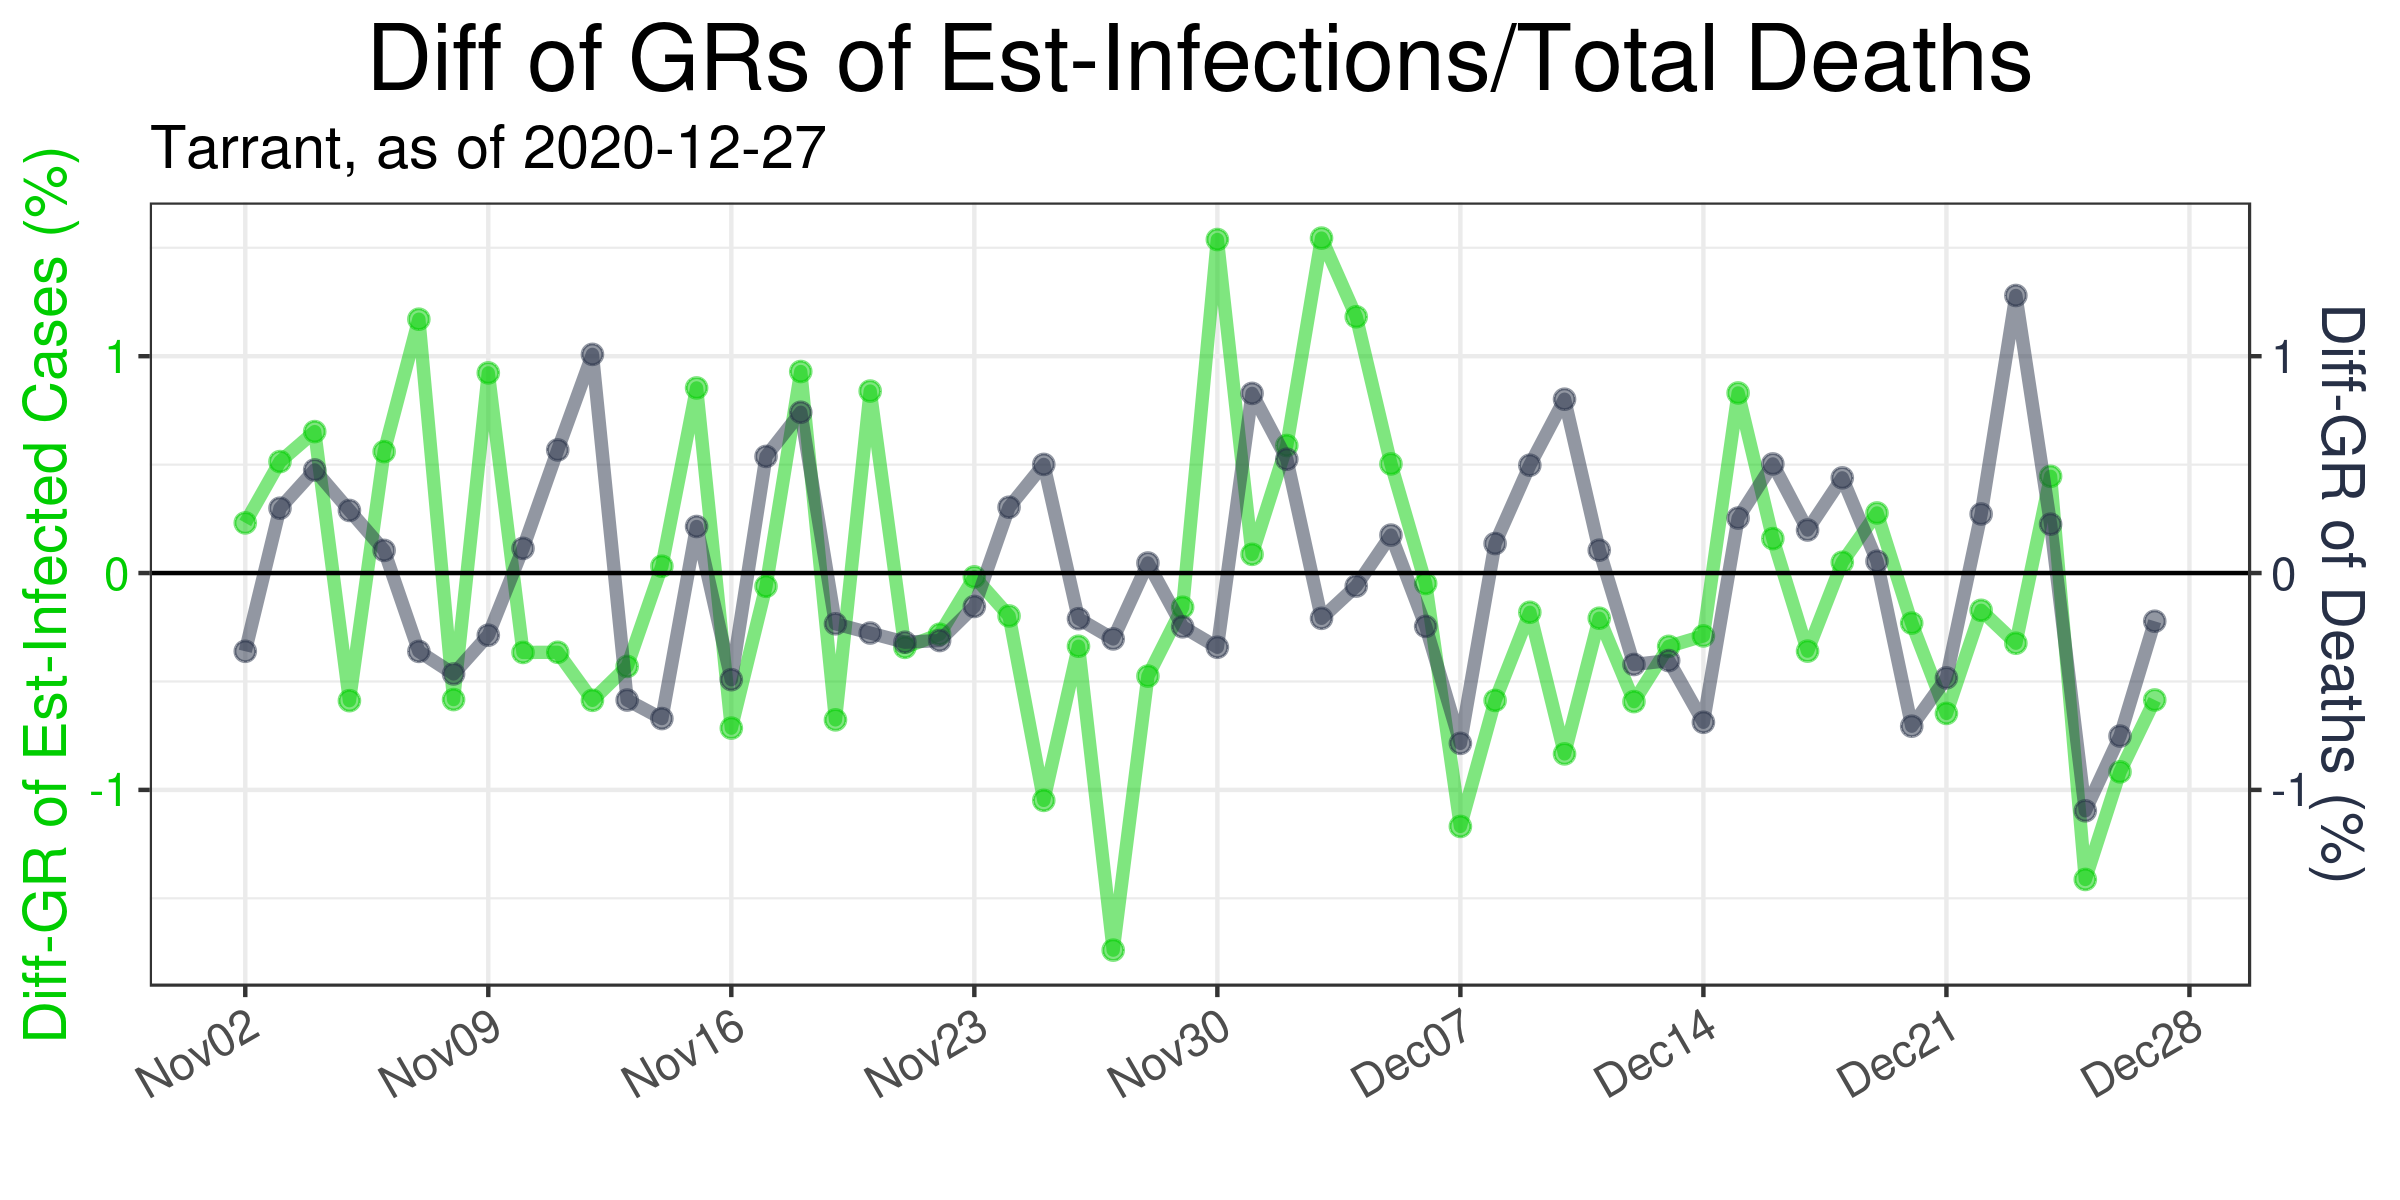 Diff of GRs of Est-Infections/Total Deaths
Tarrant, as of 2020-12-27
Diff-GR of Est-Infected Cases (%)
1
0
-1
1
0
-1
Diff-GR of Deaths (%)
Nov02
Nov09
Nov16
Nov23
Nov30
Dec07
Dec14
Dec21
Dec28